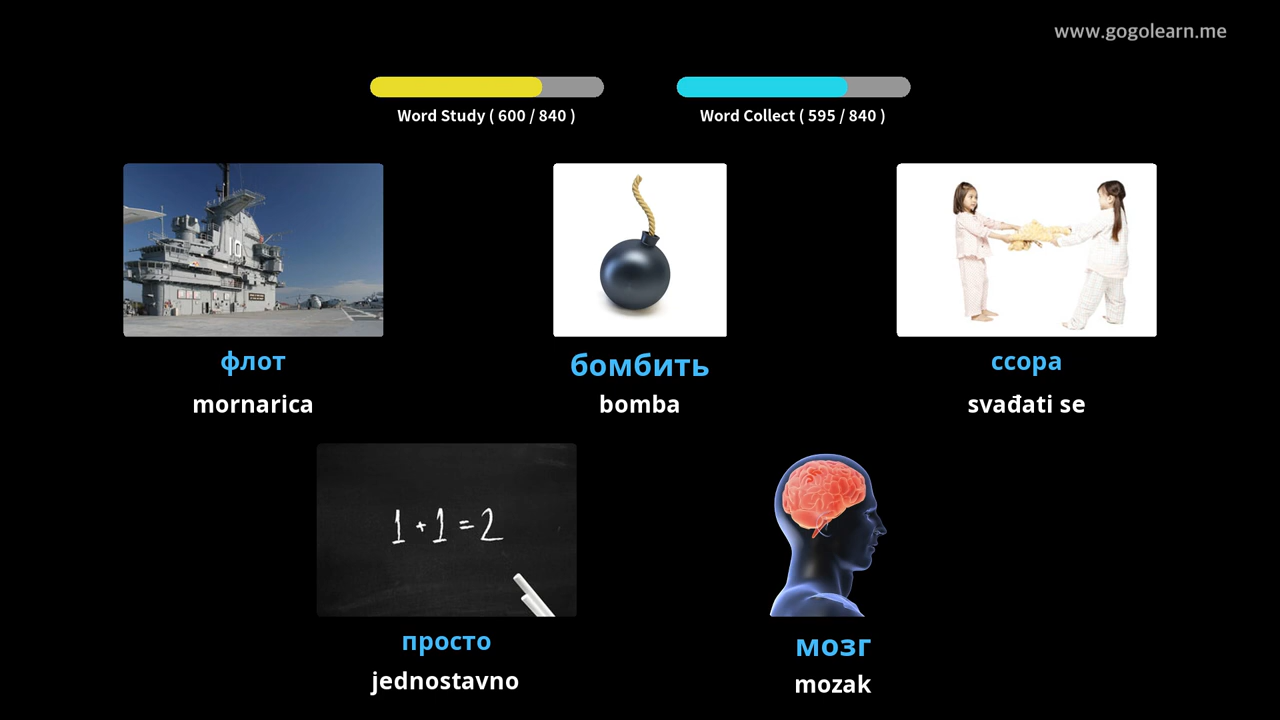 www.gogolearn.me
Word Study ( 600 / 840 )
Word Collect ( 595 / 840 )
10
флот
mornarica
бомбить
bomba
ссора
svađati se
1 + 1 = 2
просто
jednostavno
мозг
mozak